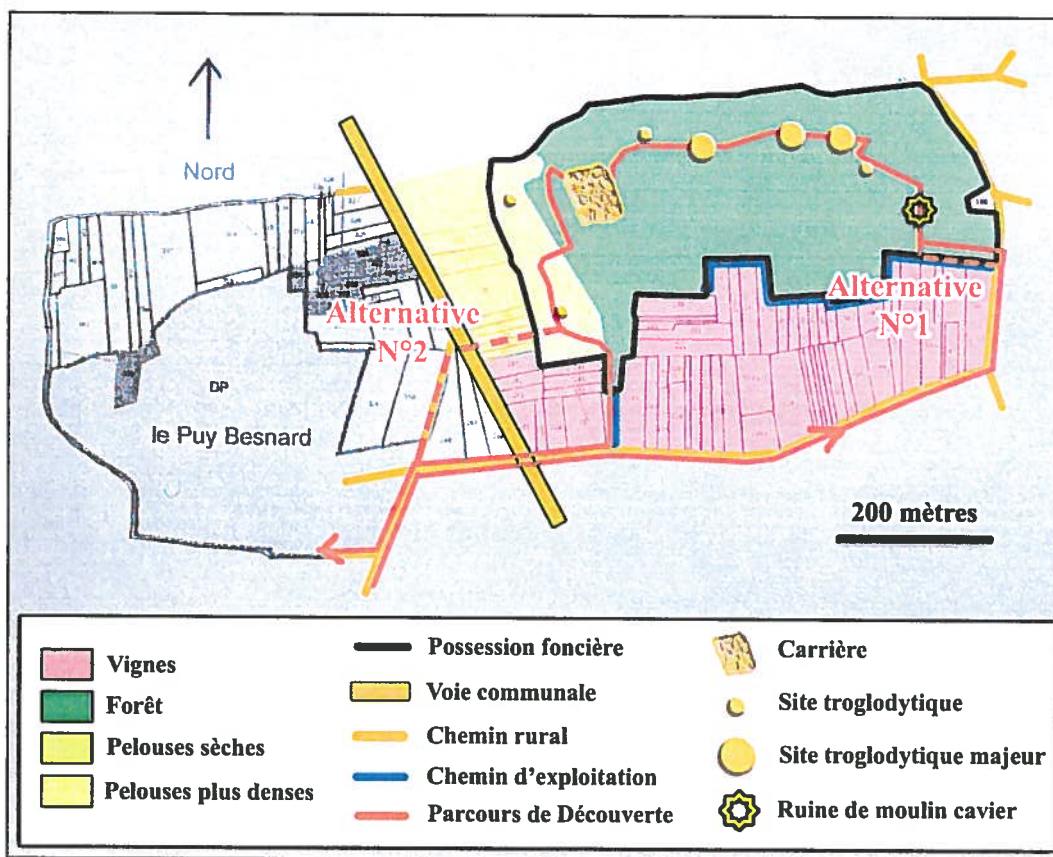 Nord
Alternative
N°1
Alternative
N°2
DP
le Puy Besnard
200 mètres
Vignes
Forêt
Pelouses sèches
Pelouses plus denses
Possession foncière
Voie communale
Chemin rural
Chemin d'exploitation
Parcours de Découverte
Carrière
Site troglodytique
Site troglodytique majeur
Ruine de moulin cavier